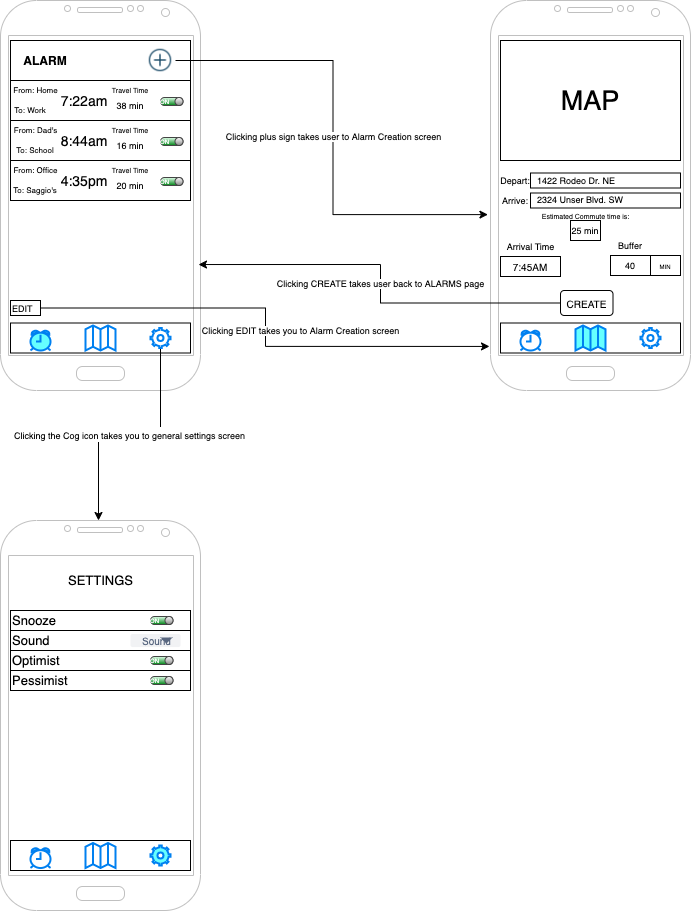 ALARM
From: Home
To: Work
7:22am
Travel Time
38 min
ON
From: Dad's
To: School
8:44am
Travel Time
16 min
ON
From: Office
To: Saggio's
4:35pm
Travel Time
20 min
ON
EDIT
Clicking plus sign takes user to Alarm Creation screen
Clicking CREATE takes user back to ALARMS page
Clicking EDIT takes you to Alarm Creation screen
MAP
Depart: 1422 Rodeo Dr. NE
Arrive: 2324 Unser Blvd. SW
Estimated Commute time is:
25 min
Arrival Time
7:45AM
Buffer
40 MIN
CREATE
Clicking the Cog icon takes you to general settings screen
SETTINGS
Snooze ON
Sound Sound
Optimist ON
Pessimist ON